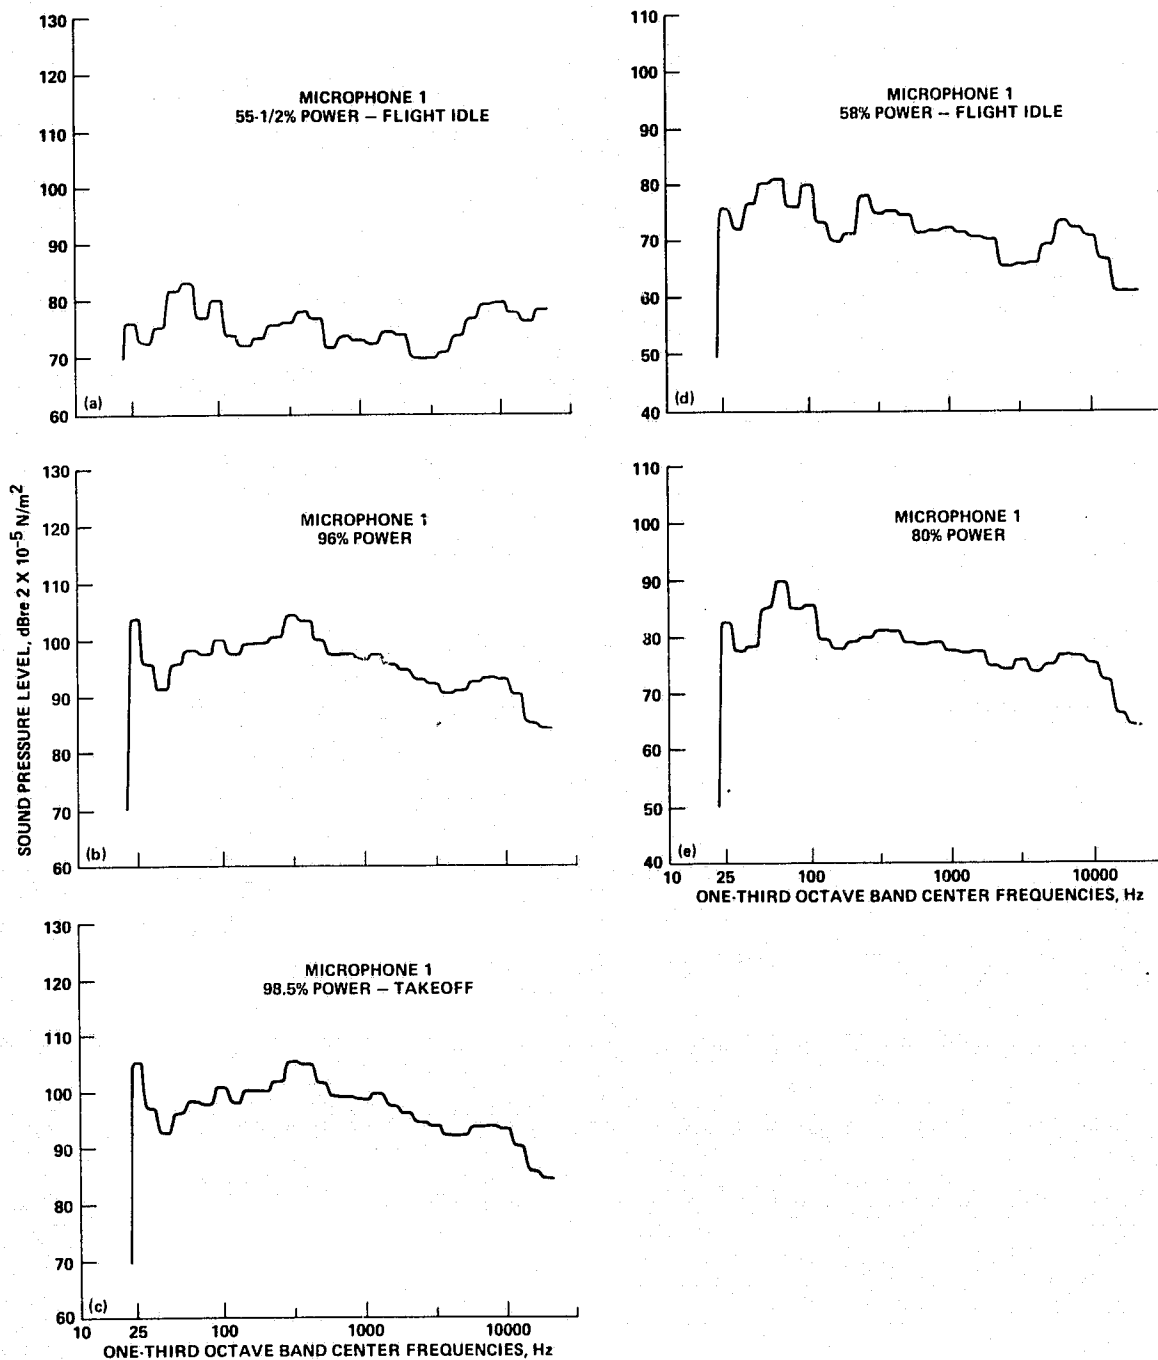 130
120
110
100
90
80
70
60
MICROPHONE 1
55-1/2% POWER – FLIGHT IDLE
(a)
110
100
90
80
70
60
50
40
MICROPHONE 1
58% POWER – FLIGHT IDLE
(d)
SOUND PRESSURE LEVEL, dBre 2 X 10⁻⁵ N/m²
130
120
110
100
90
80
70
60
MICROPHONE 1
96% POWER
(b)
110
100
90
80
70
60
50
40
MICROPHONE 1
80% POWER
(e)
10 25 100 1000 10000
ONE-THIRD OCTAVE BAND CENTER FREQUENCIES, Hz
130
120
110
100
90
80
70
60
MICROPHONE 1
98.5% POWER – TAKEOFF
(c)
10 25 100 1000 10000
ONE-THIRD OCTAVE BAND CENTER FREQUENCIES, Hz